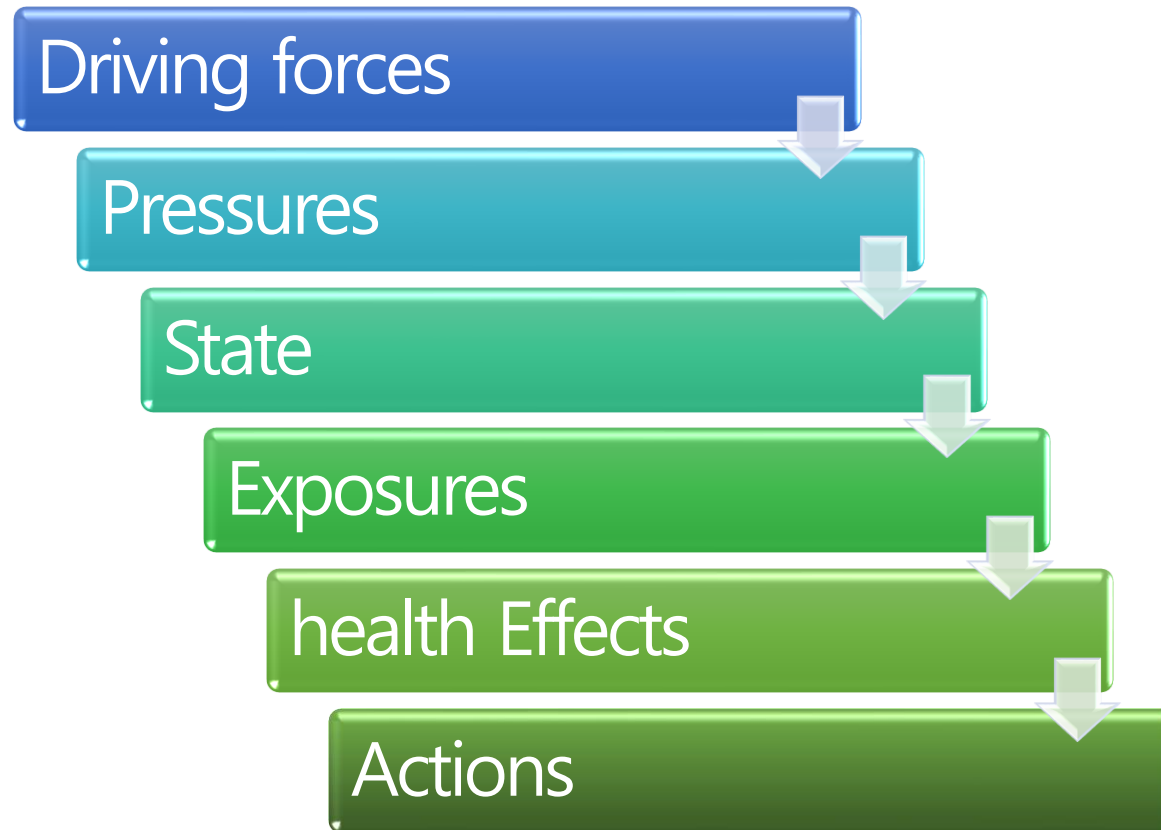 Driving forces
Pressures
State
Exposures
health Effects
Actions